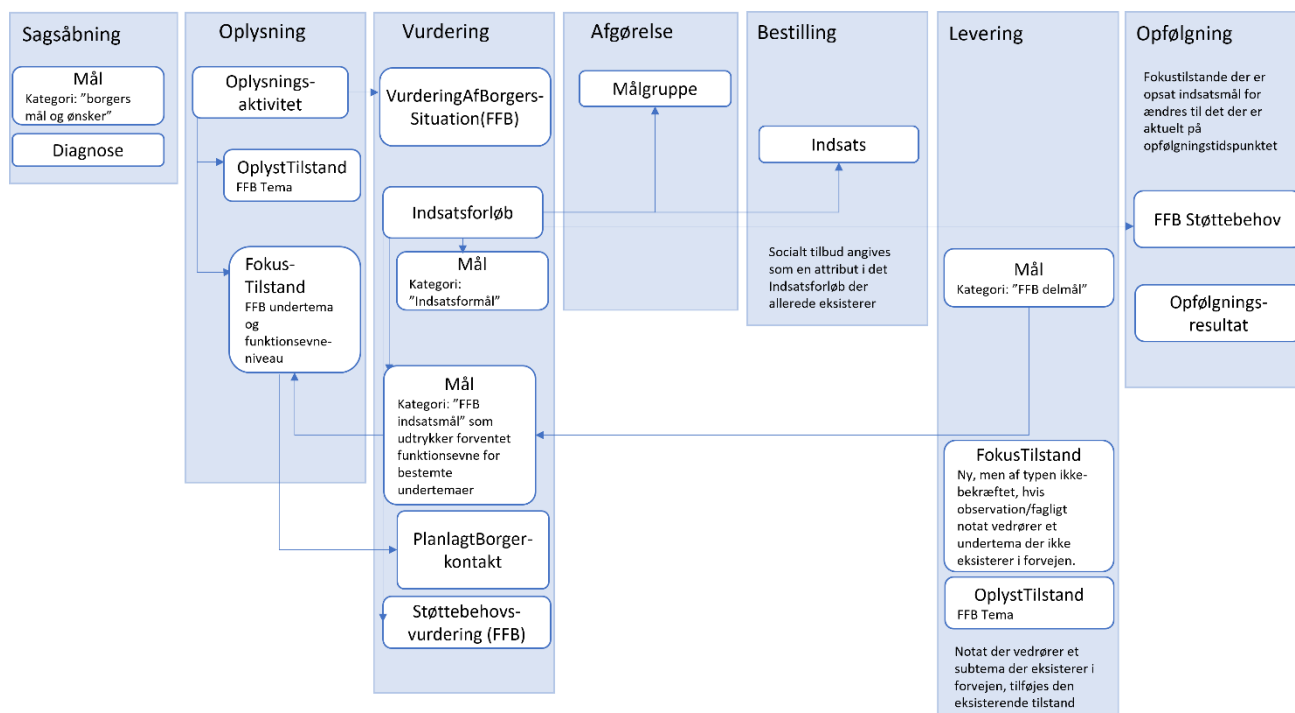 Sagsåbning
Mål
Kategori: ”borgers
mål og ønsker”
Diagnose
Oplysning
Oplysnings-
aktivitet
OplystTilstand
FFB Tema
Fokus-
Tilstand
FFB undertema
og
funktionsevne-
niveau
Vurdering
VurderingAfBorgers-
Situation(FFB)
Indsatsforløb
Mål
Kategori:
”Indsatsformål”
Mål
Kategori: ”FFB
indsatsmål” som
udtrykker forventet
funktionsevne for
bestemte
undertemaer
PlanlagtBorger-
kontakt
Støttebehovs-
vurdering (FFB)
Afgørelse
Målgruppe
Bestilling
Indsats
Socialt tilbud angives
som en attribut i det
Indsatsforløb der
allerede eksisterer
Levering
Mål
Kategori: ”FFB delmål”
FokusTilstand
Ny, men af typen ikke-
bekræftet, hvis
observation/fagligt
notat vedrører et
undertema der ikke
eksisterer i forvejen.
OplystTilstand
FFB Tema
Notat der vedrører et
subtema der eksisterer i
forvejen, tilføjes den
eksisterende tilstand
Opfølgning
Fokustilstande der er
opsat indsatsmål for
ændres til det der er
aktuelt på
opfølgningstidspunktet
FFB Støttebehov
Opfølgnings-
resultat